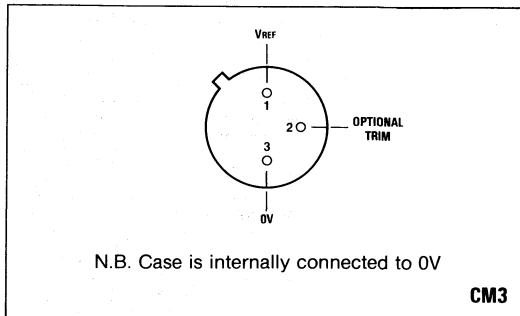 VREF
1
2
OPTIONAL
TRIM
3
0V
N.B. Case is internally connected to 0V
CM3